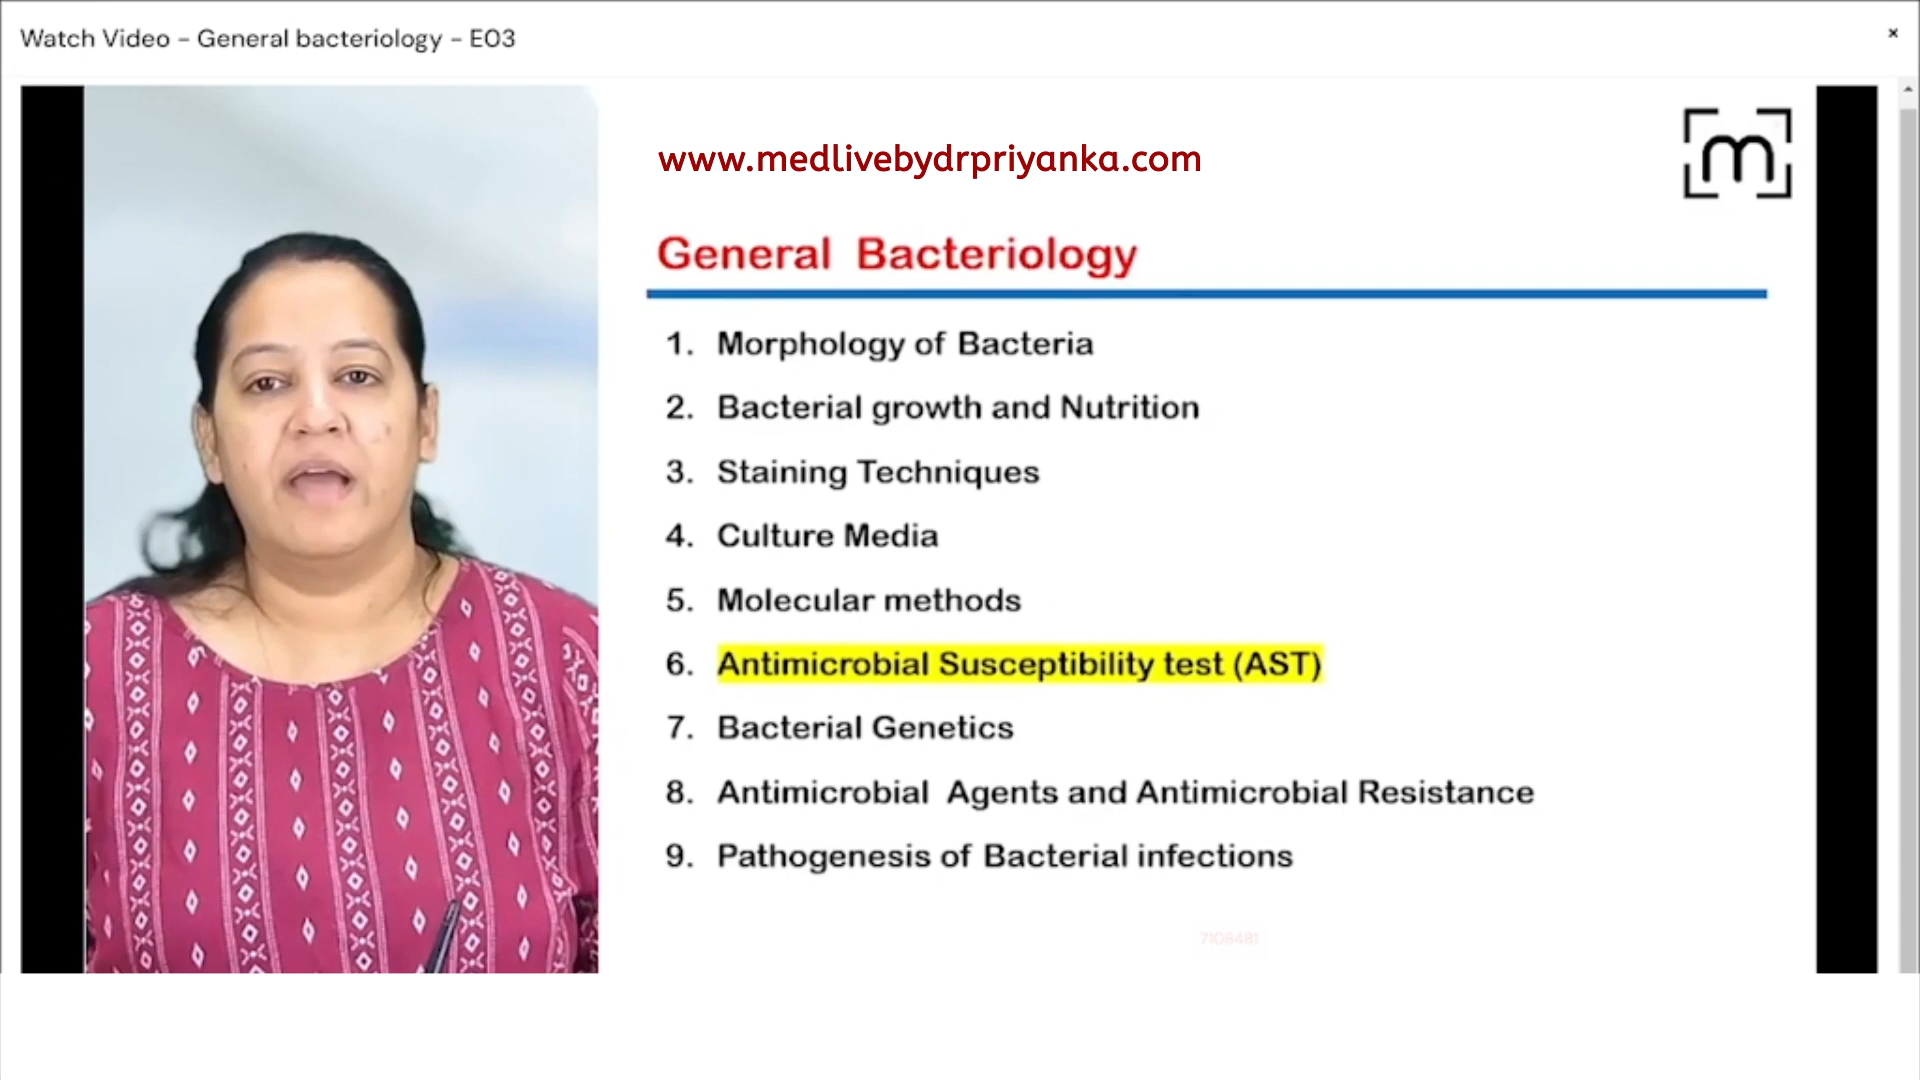 Watch Video – General bacteriology – E03
×
www.medlivebydrpriyanka.com
m
General Bacteriology
1. Morphology of Bacteria
2. Bacterial growth and Nutrition
3. Staining Techniques
4. Culture Media
5. Molecular methods
6. Antimicrobial Susceptibility test (AST)
7. Bacterial Genetics
8. Antimicrobial Agents and Antimicrobial Resistance
9. Pathogenesis of Bacterial infections
7108481